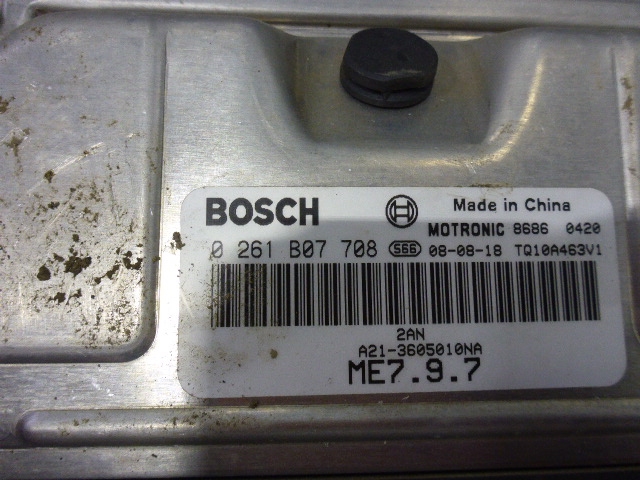 BOSCH Made in China
MOTRONIC 8686 0420
0 261 B07 708 S66 08-08-18 TQ10A463V1
2AN
A21-3605010NA
ME7.9.7